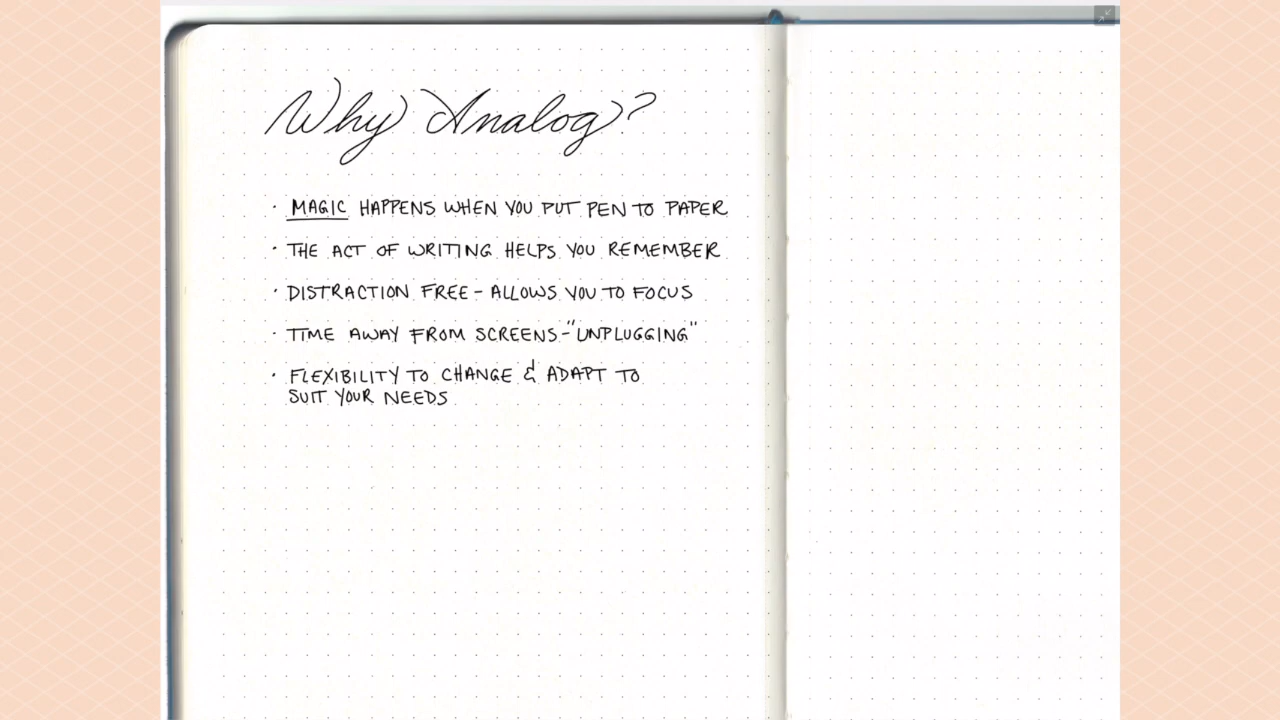 Why Analog?
· MAGIC HAPPENS WHEN YOU PUT PEN TO PAPER
· THE ACT OF WRITING HELPS YOU REMEMBER
· DISTRACTION FREE - ALLOWS YOU TO FOCUS
· TIME AWAY FROM SCREENS - "UNPLUGGING"
· FLEXIBILITY TO CHANGE & ADAPT TO
SUIT YOUR NEEDS